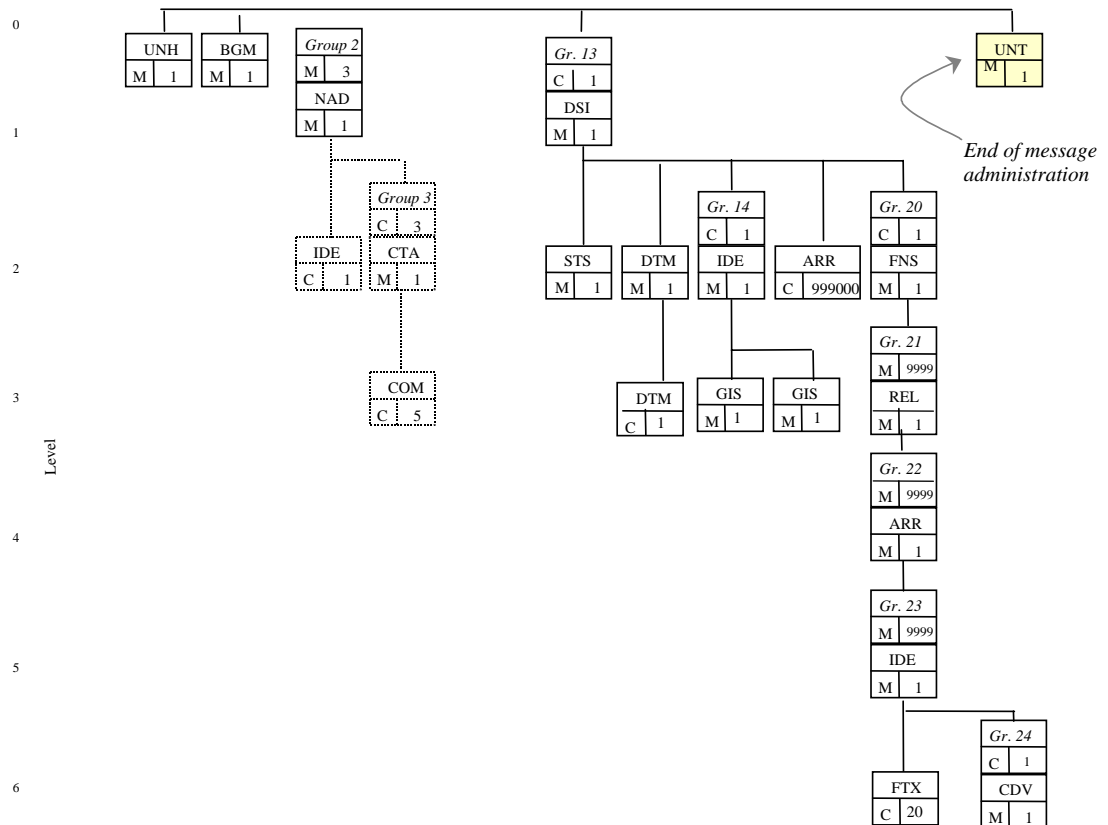 0
UNH
M 1
BGM
M 1
Group 2
M 3
NAD
M 1
Gr. 13
C 1
DSI
M 1
UNT
M 1
End of message
administration
1
Group 3
C 3
CTA
M 1
IDE
C 1
2
STS
M 1
DTM
M 1
Gr. 14
C 1
IDE
M 1
ARR
C 999000
Gr. 20
C 1
FNS
M 1
COM
C 5
3
DTM
C 1
GIS
M 1
GIS
M 1
Gr. 21
M 9999
REL
M 1
Level
Gr. 22
M 9999
4
ARR
M 1
Gr. 23
M 9999
5
IDE
M 1
Gr. 24
C 1
6
FTX
C 20
CDV
M 1